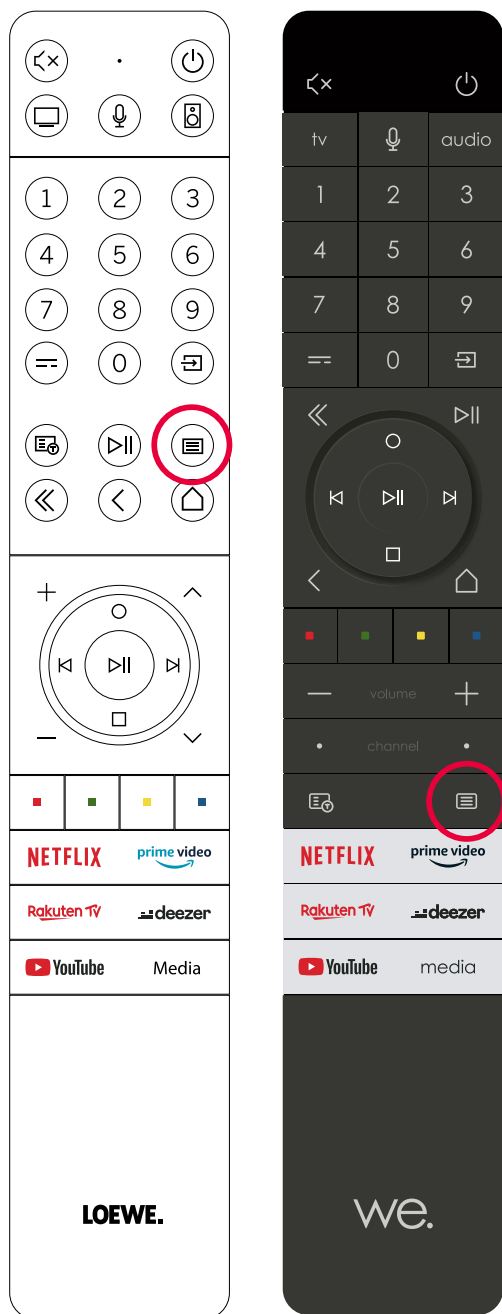 1 2 3
4 5 6
7 8 9
0
NETFLIX prime video
Rakuten TV deezer
YouTube Media
LOEWE.
tv audio
1 2 3
4 5 6
7 8 9
0
volume
channel
NETFLIX prime video
Rakuten TV deezer
YouTube media
we.